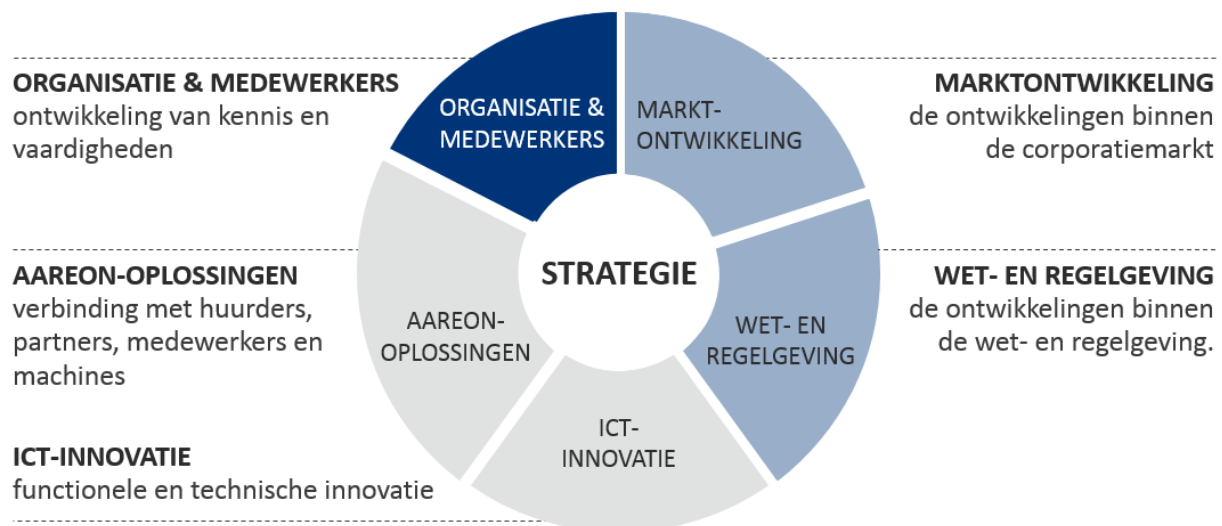 ORGANISATIE & MEDEWERKERS
ontwikkeling van kennis en
vaardigheden
AAREON-OPLOSSINGEN
verbinding met huurders,
partners, medewerkers en
machines
ICT-INNOVATIE
functionele en technische innovatie
ORGANISATIE &
MEDEWERKERS
MARKT-
ONTWIKKELING
STRATEGIE
AAREON-
OPLOSSINGEN
WET- EN
REGELGEVING
ICT-
INNOVATIE
MARKTONTWIKKELING
de ontwikkelingen binnen
de corporatiemarkt
WET- EN REGELGEVING
de ontwikkelingen binnen
de wet- en regelgeving.